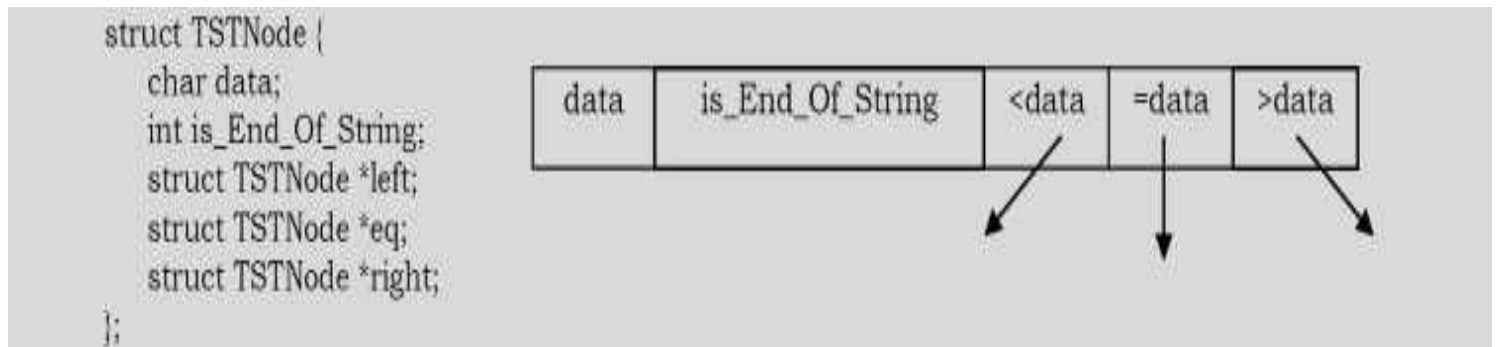 struct TSTNode {
char data;
int is_End_Of_String;
struct TSTNode *left;
struct TSTNode *eq;
struct TSTNode *right;
};
data is_End_Of_String <data =data >data